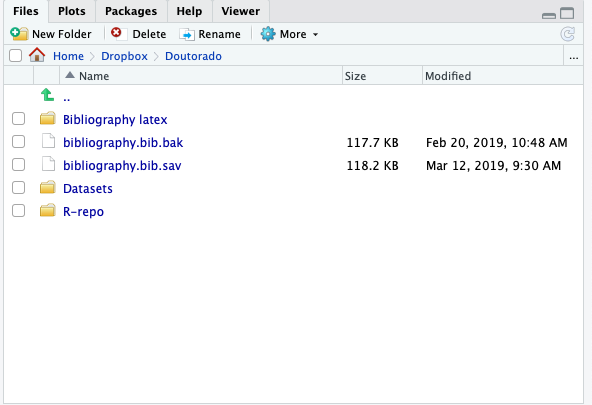 Files Plots Packages Help Viewer
New Folder Delete Rename More
Home Dropbox Doutorado ...
Name Size Modified
..
Bibliography latex
bibliography.bib.bak 117.7 KB Feb 20, 2019, 10:48 AM
bibliography.bib.sav 118.2 KB Mar 12, 2019, 9:30 AM
Datasets
R-repo